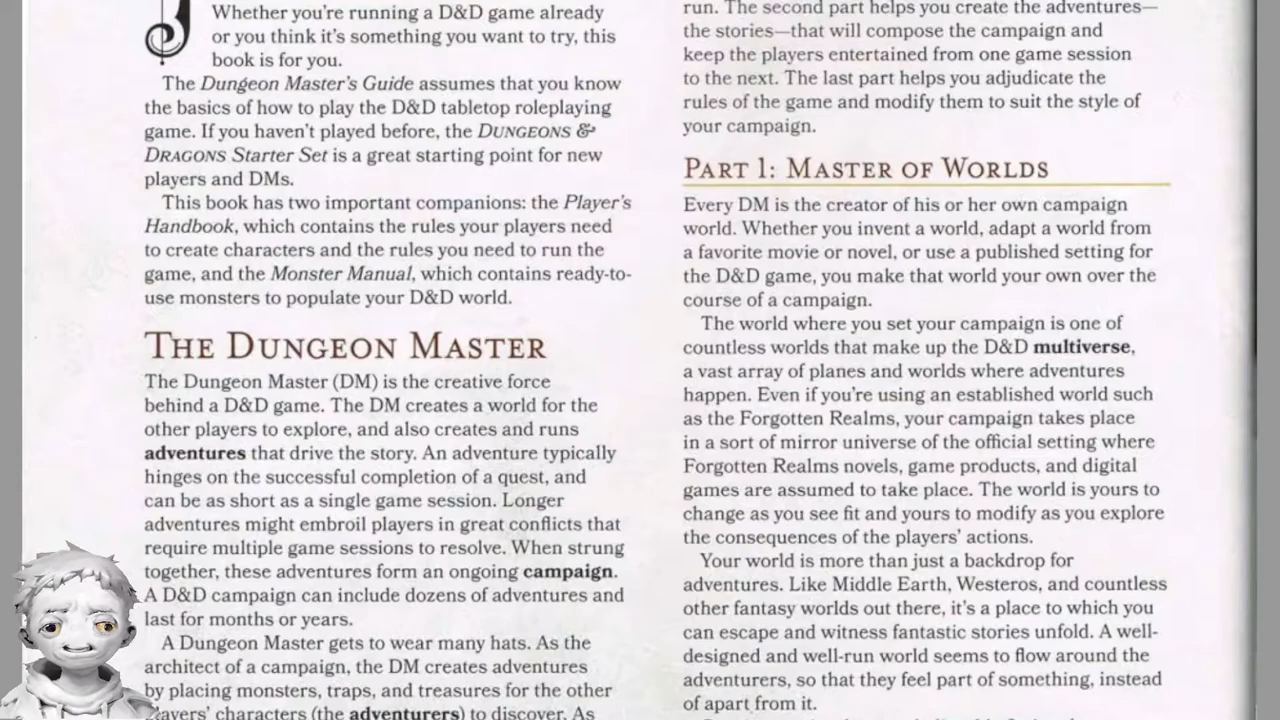 Whether you're running a D&D game already
or you think it's something you want to try, this
book is for you.
The Dungeon Master's Guide assumes that you know
the basics of how to play the D&D tabletop roleplaying
game. If you haven't played before, the DUNGEONS &
DRAGONS Starter Set is a great starting point for new
players and DMs.
This book has two important companions: the Player's
Handbook, which contains the rules your players need
to create characters and the rules you need to run the
game, and the Monster Manual, which contains ready-to-
use monsters to populate your D&D world.
THE DUNGEON MASTER
The Dungeon Master (DM) is the creative force
behind a D&D game. The DM creates a world for the
other players to explore, and also creates and runs
adventures that drive the story. An adventure typically
hinges on the successful completion of a quest, and
can be as short as a single game session. Longer
adventures might embroil players in great conflicts that
require multiple game sessions to resolve. When strung
together, these adventures form an ongoing campaign.
A D&D campaign can include dozens of adventures and
last for months or years.
A Dungeon Master gets to wear many hats. As the
architect of a campaign, the DM creates adventures
by placing monsters, traps, and treasures for the other
players' characters (the adventurers) to discover. As
run. The second part helps you create the adventures—
the stories—that will compose the campaign and
keep the players entertained from one game session
to the next. The last part helps you adjudicate the
rules of the game and modify them to suit the style of
your campaign.
PART 1: MASTER OF WORLDS
Every DM is the creator of his or her own campaign
world. Whether you invent a world, adapt a world from
a favorite movie or novel, or use a published setting for
the D&D game, you make that world your own over the
course of a campaign.
The world where you set your campaign is one of
countless worlds that make up the D&D multiverse,
a vast array of planes and worlds where adventures
happen. Even if you're using an established world such
as the Forgotten Realms, your campaign takes place
in a sort of mirror universe of the official setting where
Forgotten Realms novels, game products, and digital
games are assumed to take place. The world is yours to
change as you see fit and yours to modify as you explore
the consequences of the players' actions.
Your world is more than just a backdrop for
adventures. Like Middle Earth, Westeros, and countless
other fantasy worlds out there, it's a place to which you
can escape and witness fantastic stories unfold. A well-
designed and well-run world seems to flow around the
adventurers, so that they feel part of something, instead
of apart from it.